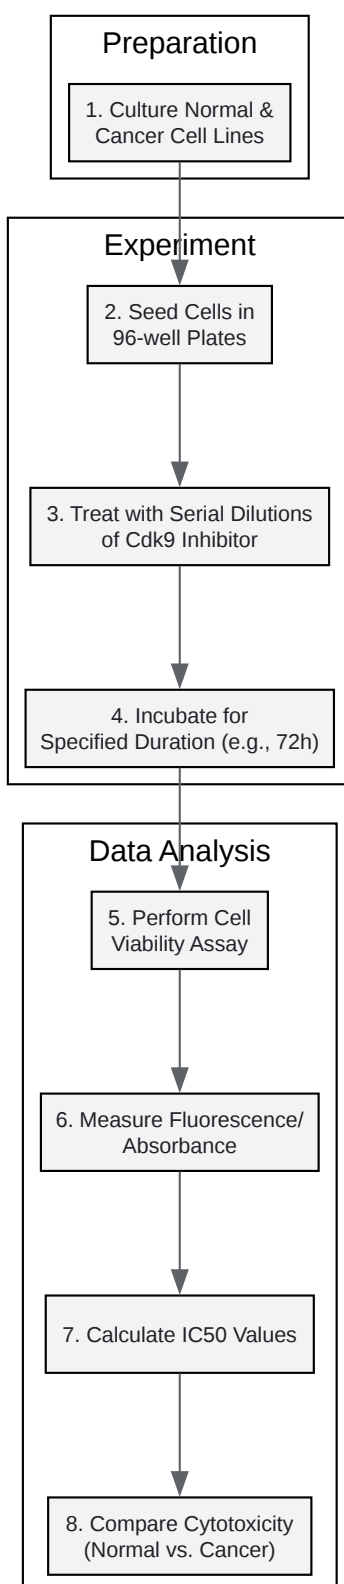 Preparation
1. Culture Normal &
Cancer Cell Lines
Experiment
2. Seed Cells in
96-well Plates
3. Treat with Serial Dilutions
of Cdk9 Inhibitor
4. Incubate for
Specified Duration (e.g., 72h)
Data Analysis
5. Perform Cell
Viability Assay
6. Measure Fluorescence/
Absorbance
7. Calculate IC50 Values
8. Compare Cytotoxicity
(Normal vs. Cancer)